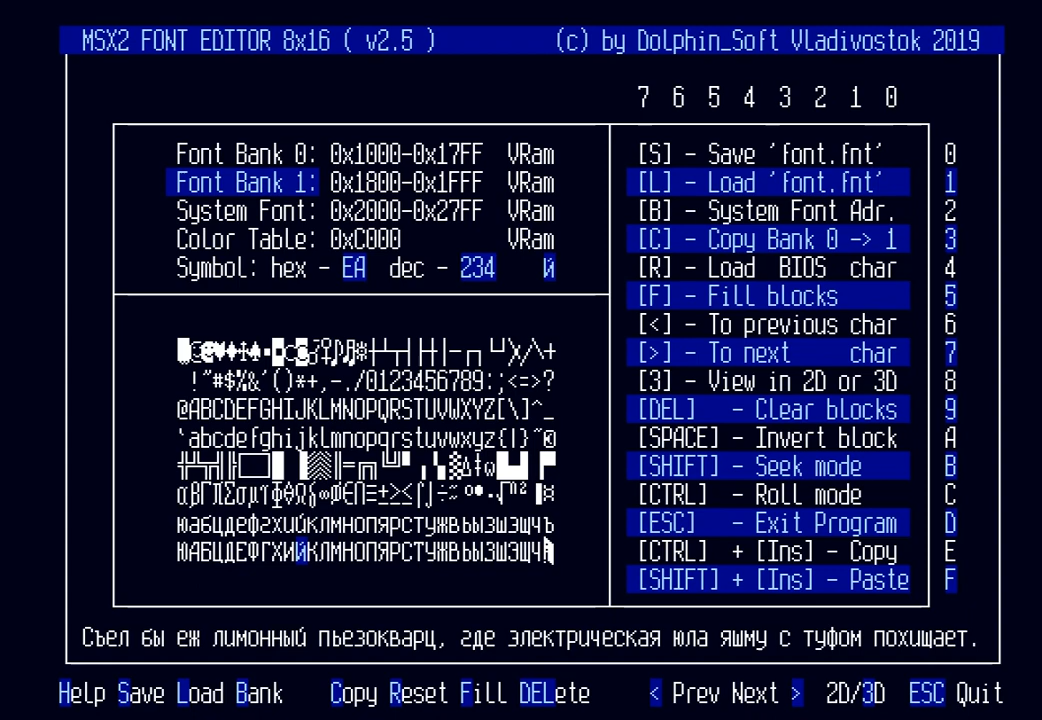 MSX2 FONT EDITOR 8x16 ( v2.5 ) (c) by Dolphin_Soft Vladivostok 2019
7 6 5 4 3 2 1 0
Font Bank 0: 0x1000-0x17FF VRam
Font Bank 1: 0x1800-0x1FFF VRam
System Font: 0x2000-0x27FF VRam
Color Table: 0xC000 VRam
Symbol: hex - EA dec - 234 Й
[S] - Save 'font.fnt' 0
[L] - Load 'font.fnt' 1
[B] - System Font Adr. 2
[C] - Copy Bank 0 -> 1 3
[R] - Load BIOS char 4
[F] - Fill blocks 5
[<] - To previous char 6
[>] - To next char 7
[3] - View in 2D or 3D 8
[DEL] - Clear blocks 9
[SPACE] - Invert block A
[SHIFT] - Seek mode B
[CTRL] - Roll mode C
[ESC] - Exit Program D
[CTRL] + [Ins] - Copy E
[SHIFT] + [Ins] - Paste F
!"#$%&'()*+,-./0123456789:;<=>?
@ABCDEFGHIJKLMNOPQRSTUVWXYZ[\]^_
`abcdefghijklmnopqrstuvwxyz{|}~
юабцдефгхийклмнопярстужвьызшэщчъ
ЮАБЦДЕФГХИЙКЛМНОПЯРСТУЖВЬЫЗШЭЩЧ
Съел бы еж лимонный пьезокварц, где электрическая юла яшму с туфом похищает.
Help Save Load Bank Copy Reset Fill DELete < Prev Next > 2D/3D ESC Quit